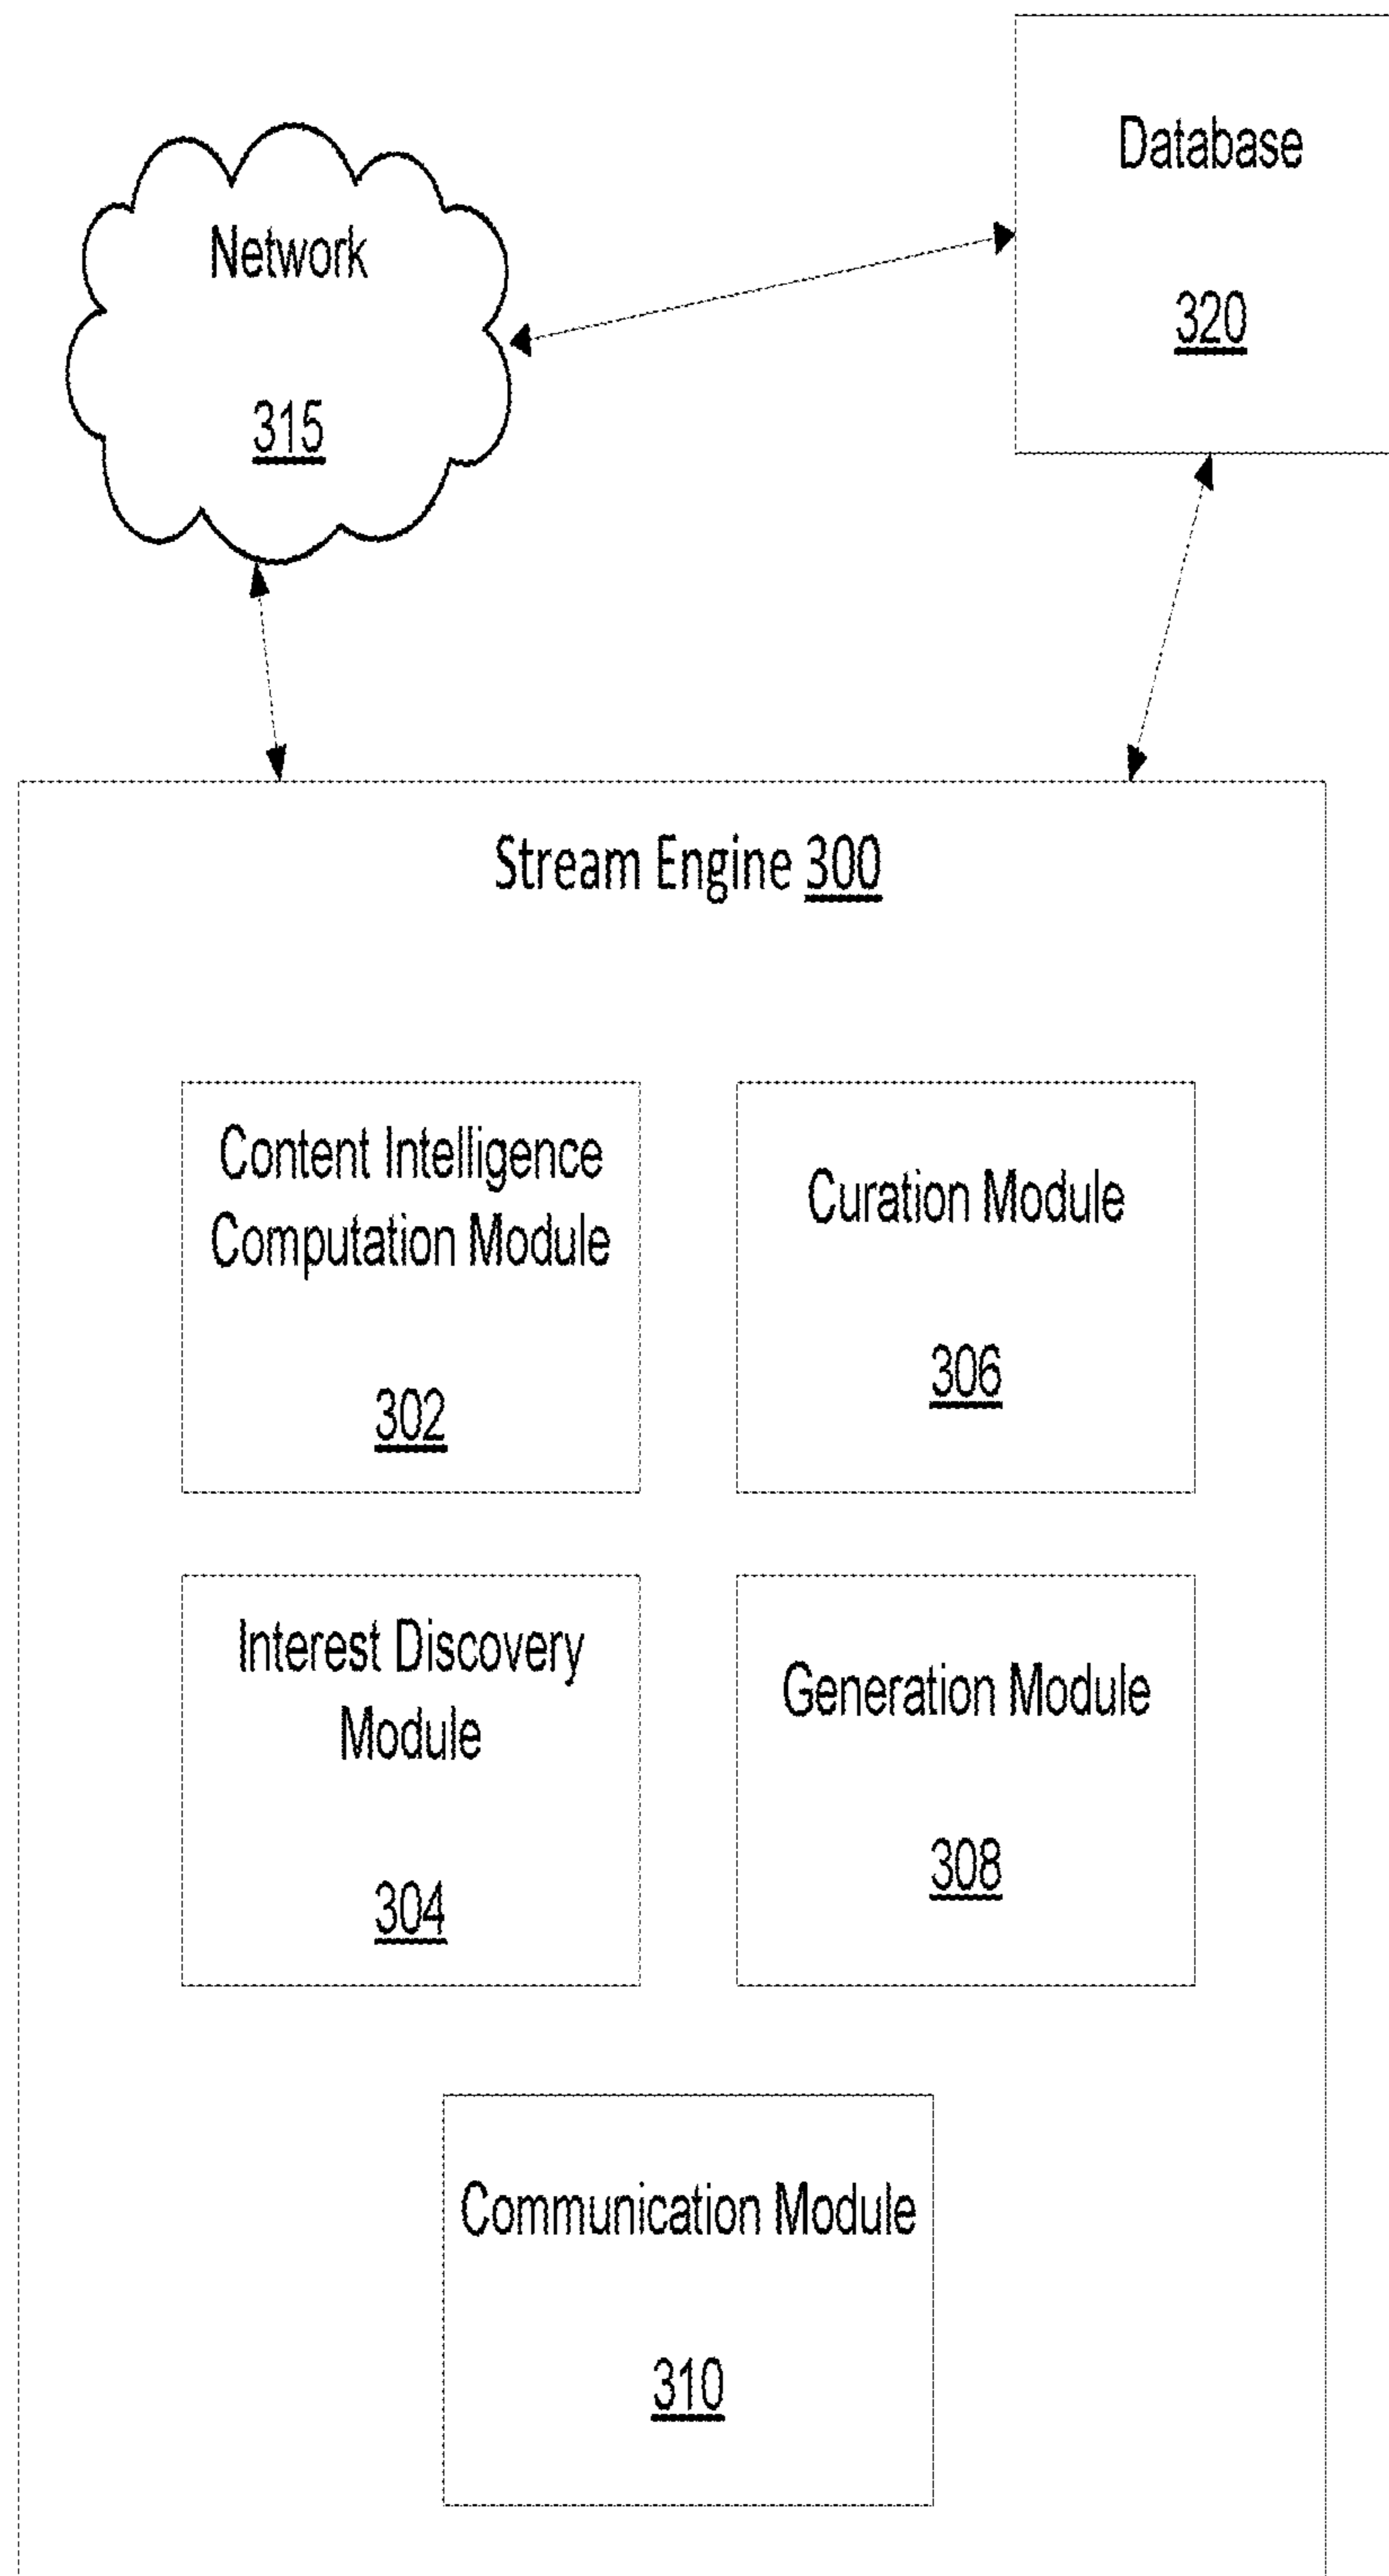 Database
320
Network
315
Stream Engine 300
Content Intelligence
Computation Module
302
Curation Module
306
Interest Discovery
Module
304
Generation Module
308
Communication Module
310